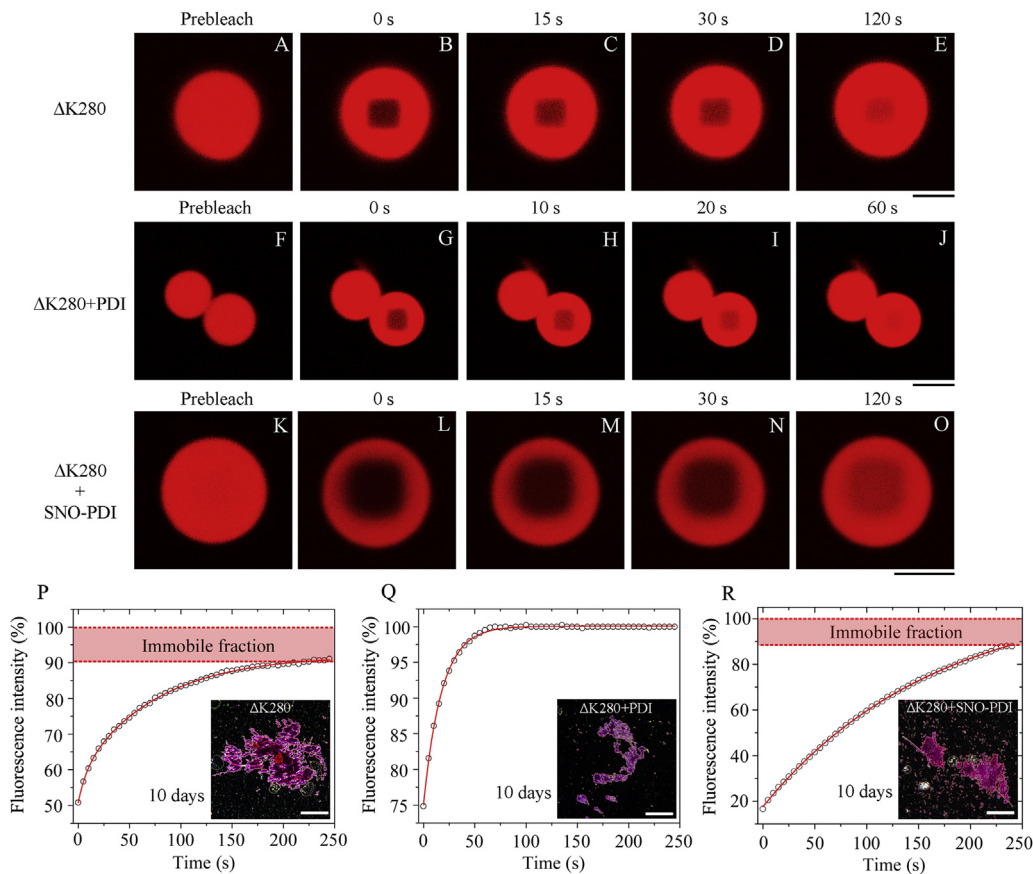 Prebleach 0 s 15 s 30 s 120 s
A B C D E
ΔK280
Prebleach 0 s 10 s 20 s 60 s
F G H I J
ΔK280+PDI
Prebleach 0 s 15 s 30 s 120 s
K L M N O
ΔK280
+
SNO-PDI
P
Fluorescence intensity (%)
100
90
80
70
60
50
Immobile fraction
ΔK280
10 days
0 50 100 150 200 250
Time (s)
Q
Fluorescence intensity (%)
100
95
90
85
80
75
ΔK280+PDI
10 days
0 50 100 150 200 250
Time (s)
R
Fluorescence intensity (%)
100
80
60
40
20
Immobile fraction
ΔK280+SNO-PDI
10 days
0 50 100 150 200 250
Time (s)